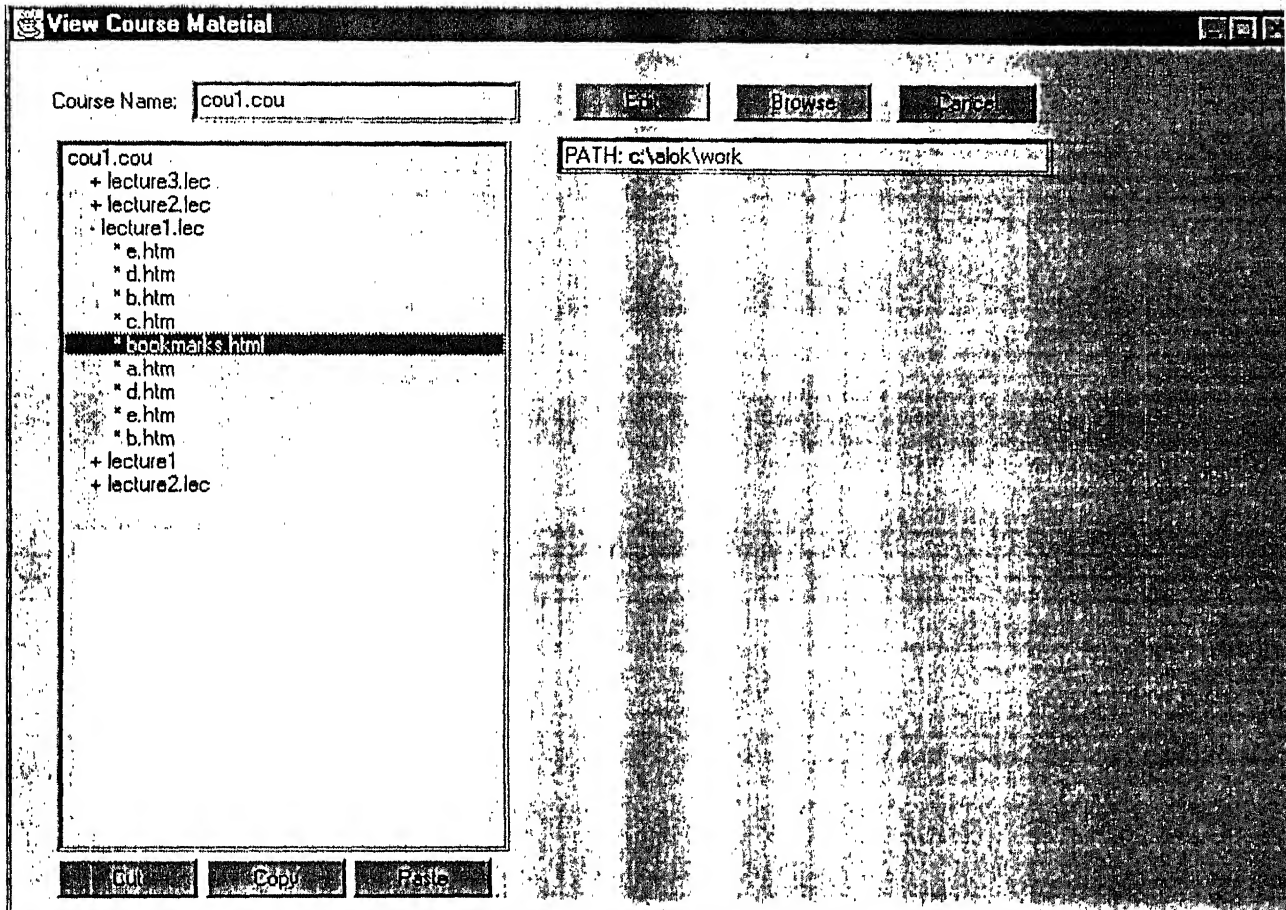 View Course Material
Course Name: cou1.cou Edit Browse Cancel
PATH: c:\alok\work
cou1.cou
+ lecture3.lec
+ lecture2.lec
- lecture1.lec
* e.htm
* d.htm
* b.htm
* c.htm
* bookmarks.html
* a.htm
* d.htm
* e.htm
* b.htm
+ lecture1
+ lecture2.lec
Cut Copy Paste